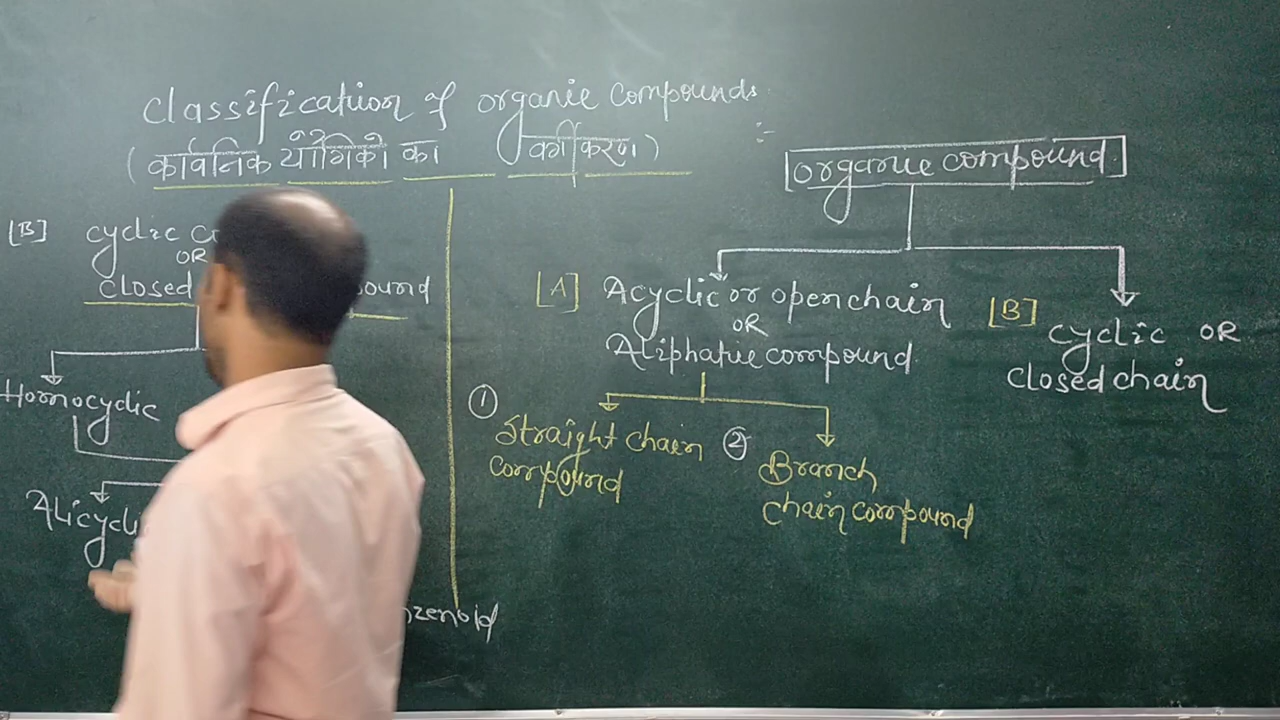 Classification of organic compounds
(कार्बनिक यौगिकों का वर्गीकरण)
[B] cyclic
OR
closed
Homocyclic
organic compound
[A] Acyclic or open chain
OR
Aliphatic compound
① Straight chain
compound
② Branch
chain compound
[B] cyclic OR
closed chain